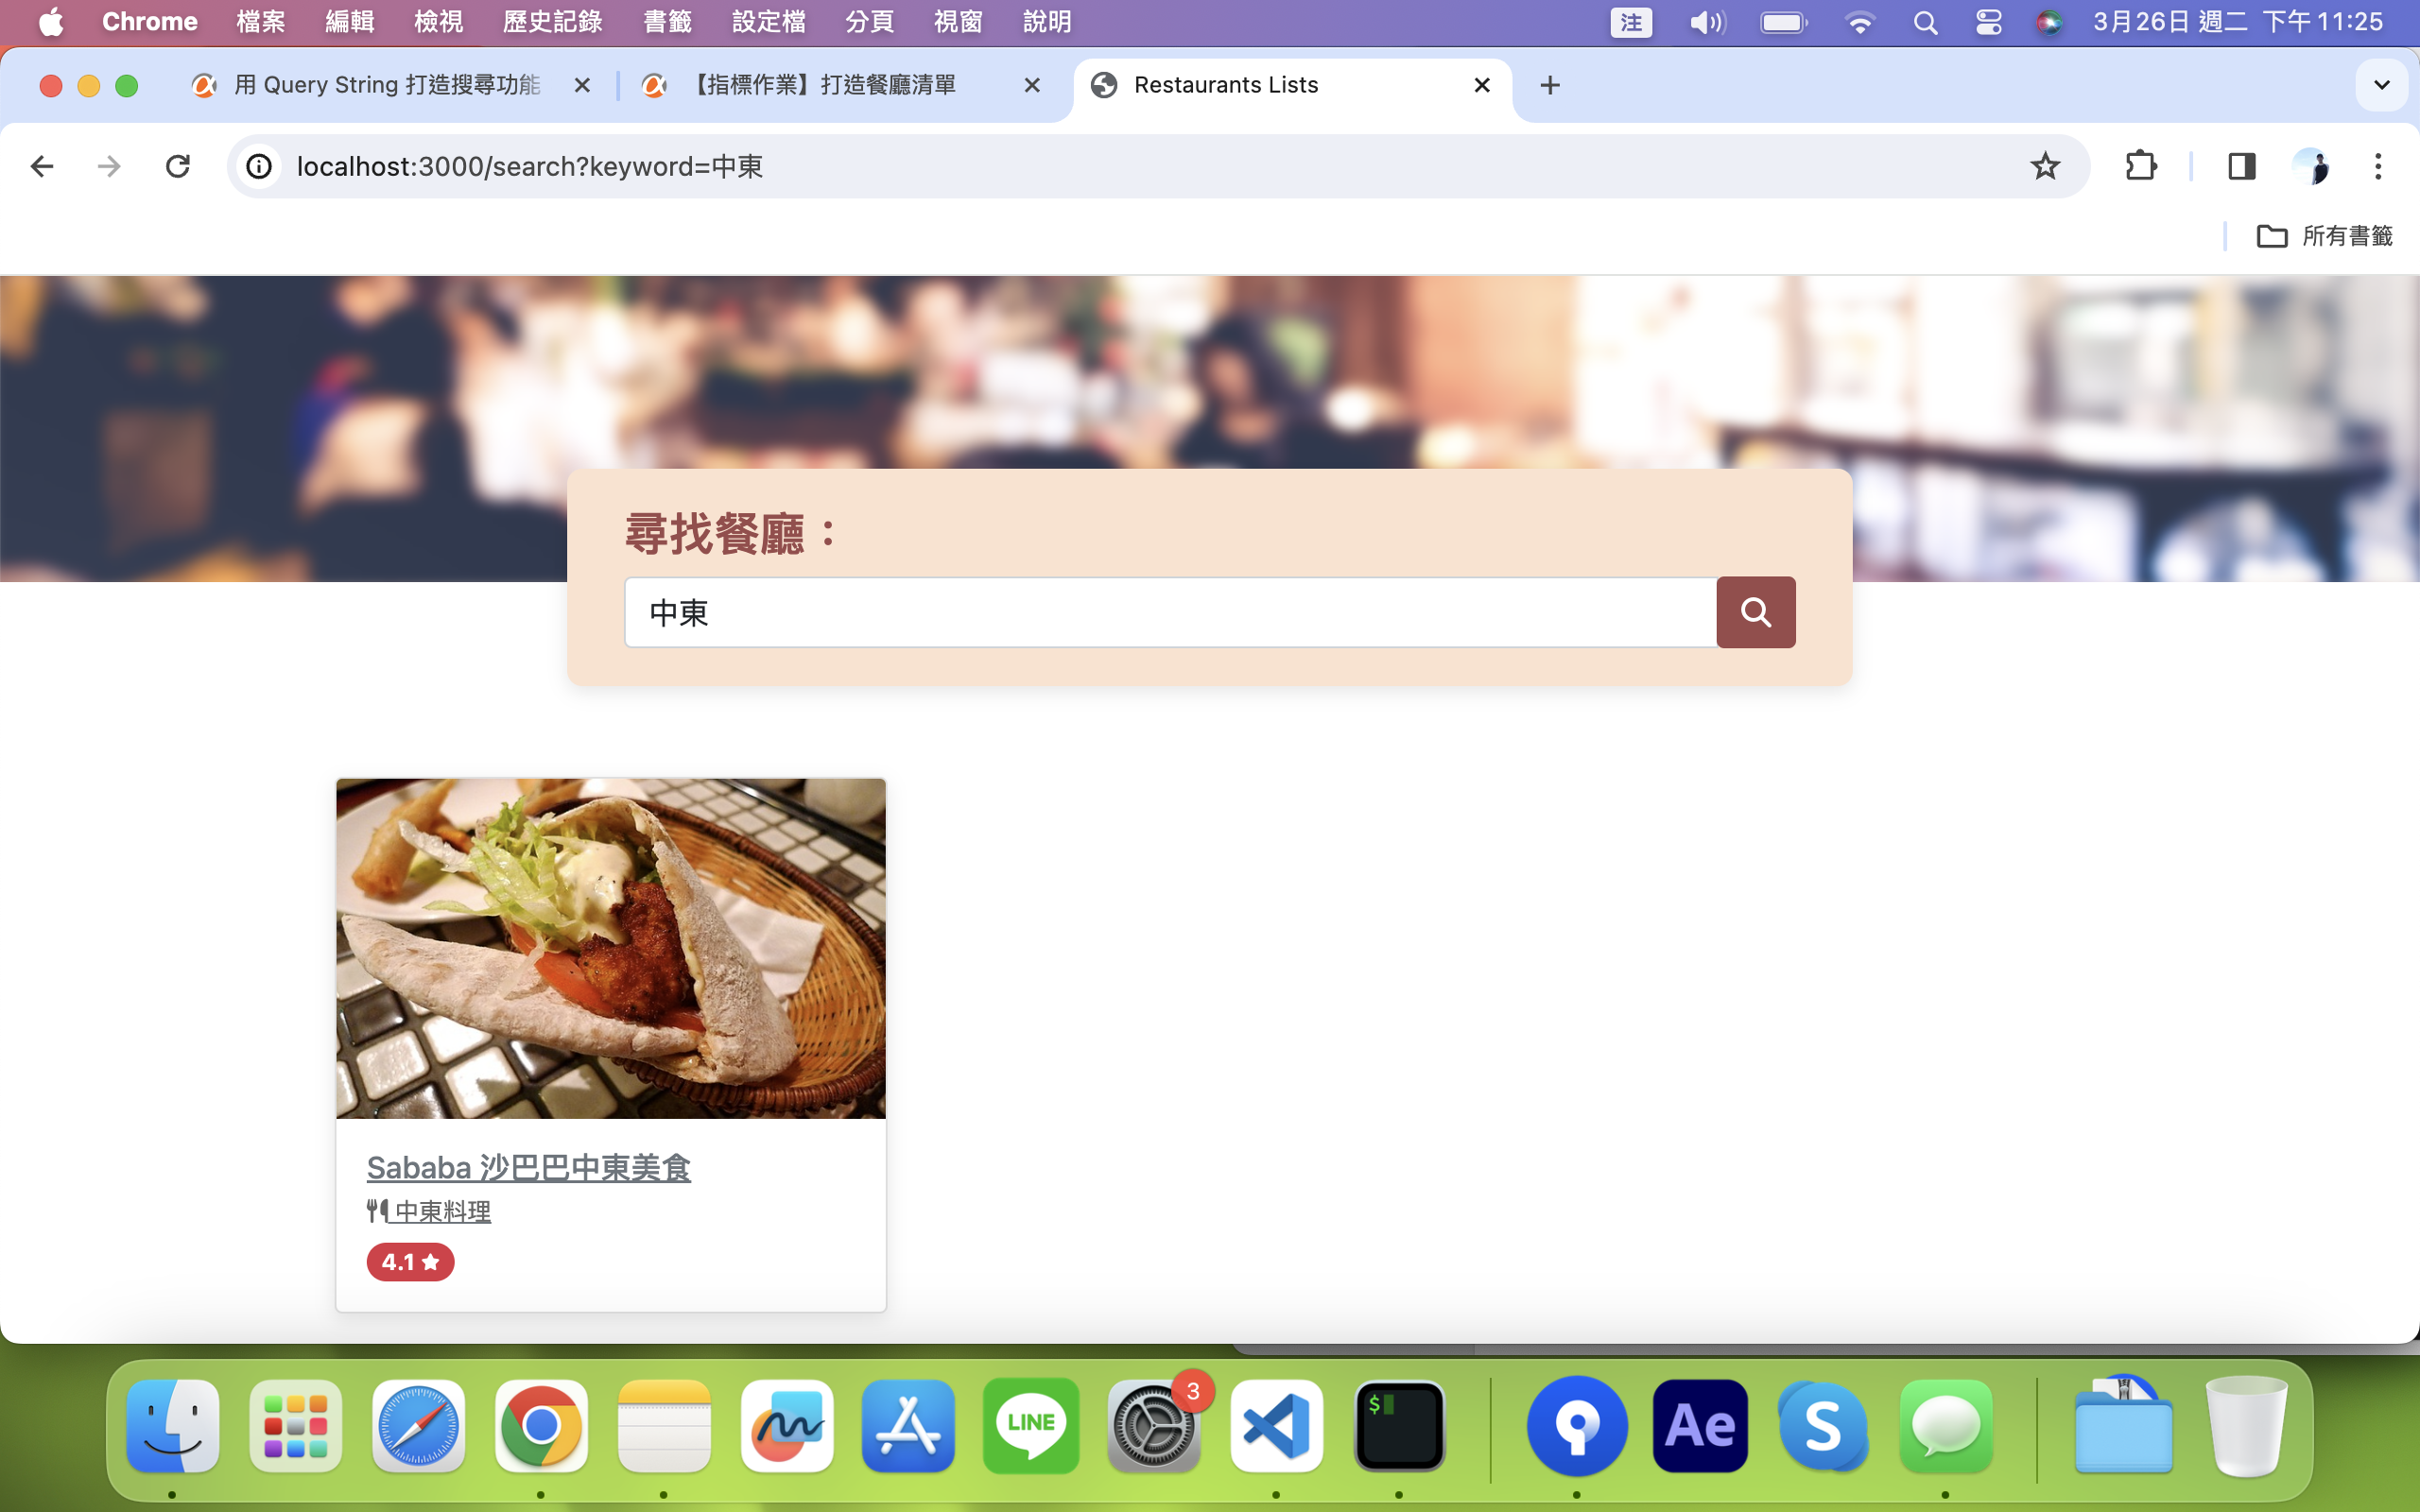 Chrome 檔案 編輯 檢視 歷史記錄 書籤 設定檔 分頁 視窗 說明 注 3月26日 週二 下午 11:25
用 Query String 打造搜尋功能 【指標作業】打造餐廳清單 Restaurants Lists
localhost:3000/search?keyword=中東
所有書籤
尋找餐廳：
中東
Sababa 沙巴巴中東美食
中東料理
4.1
3
LINE
$
Ae
S